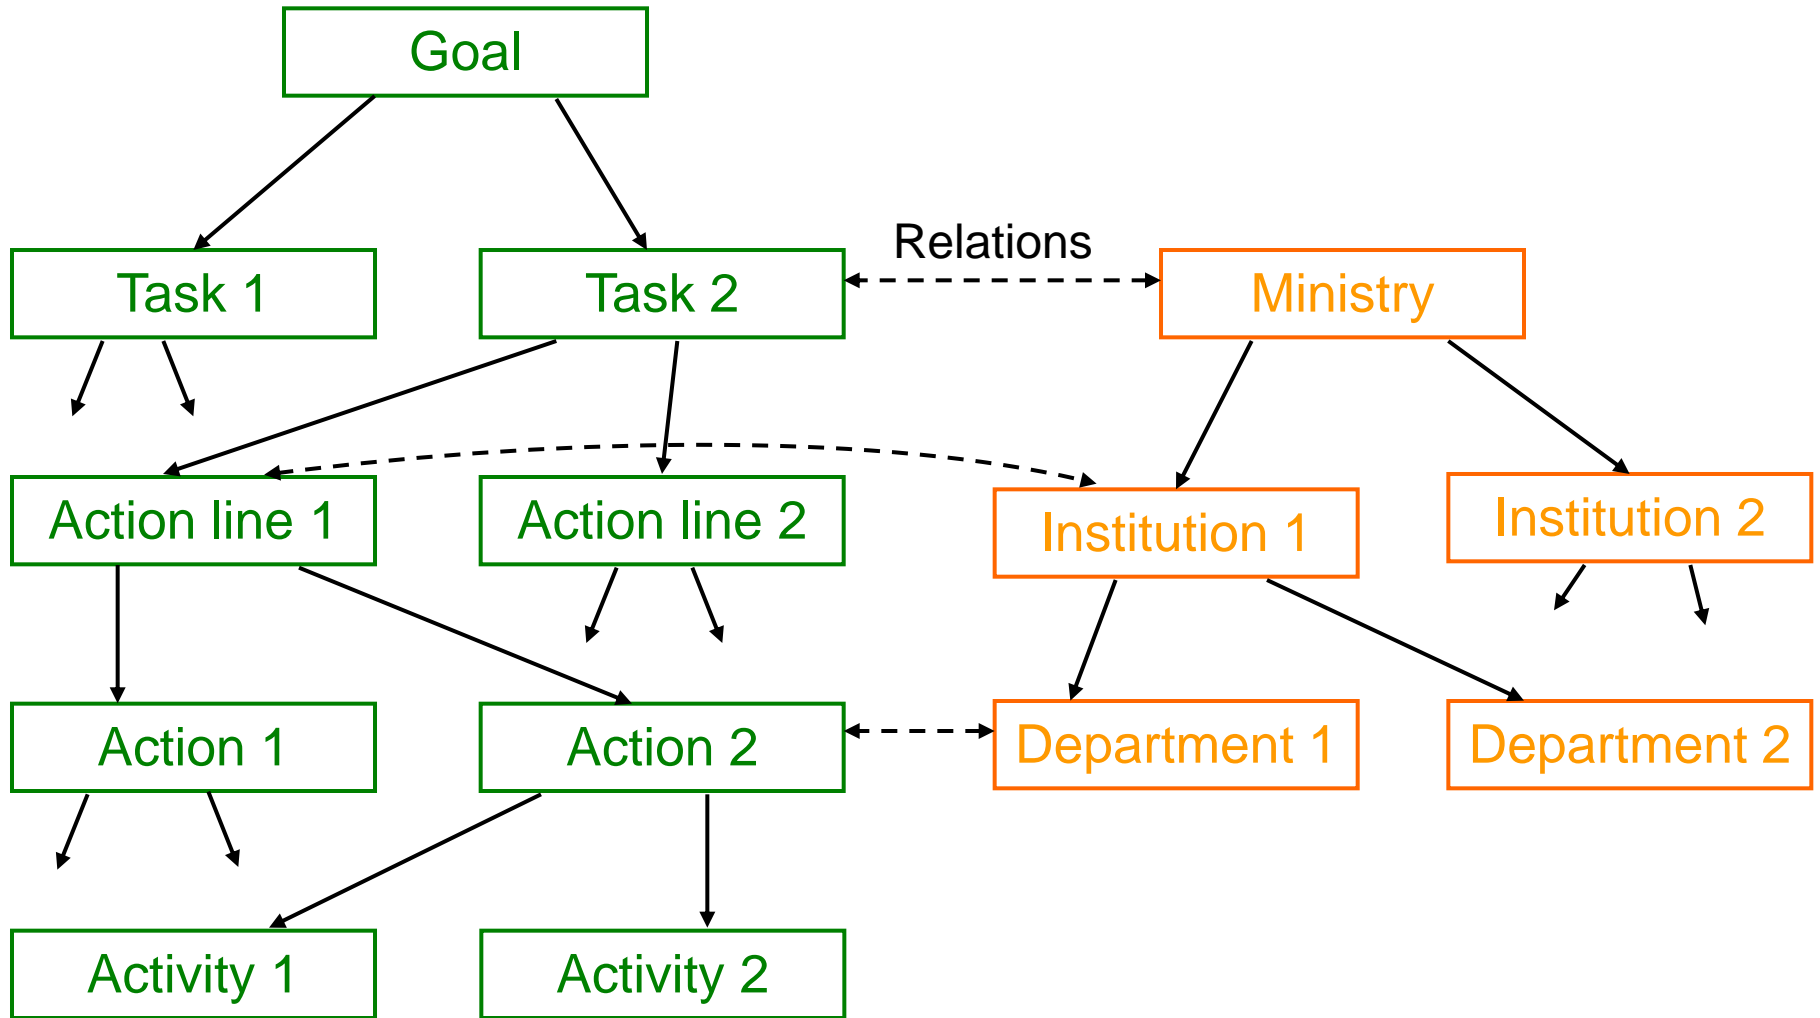 Goal
Relations
Task 1
Task 2
Ministry
Action line 1
Action line 2
Institution 1
Institution 2
Action 1
Action 2
Department 1
Department 2
Activity 1
Activity 2